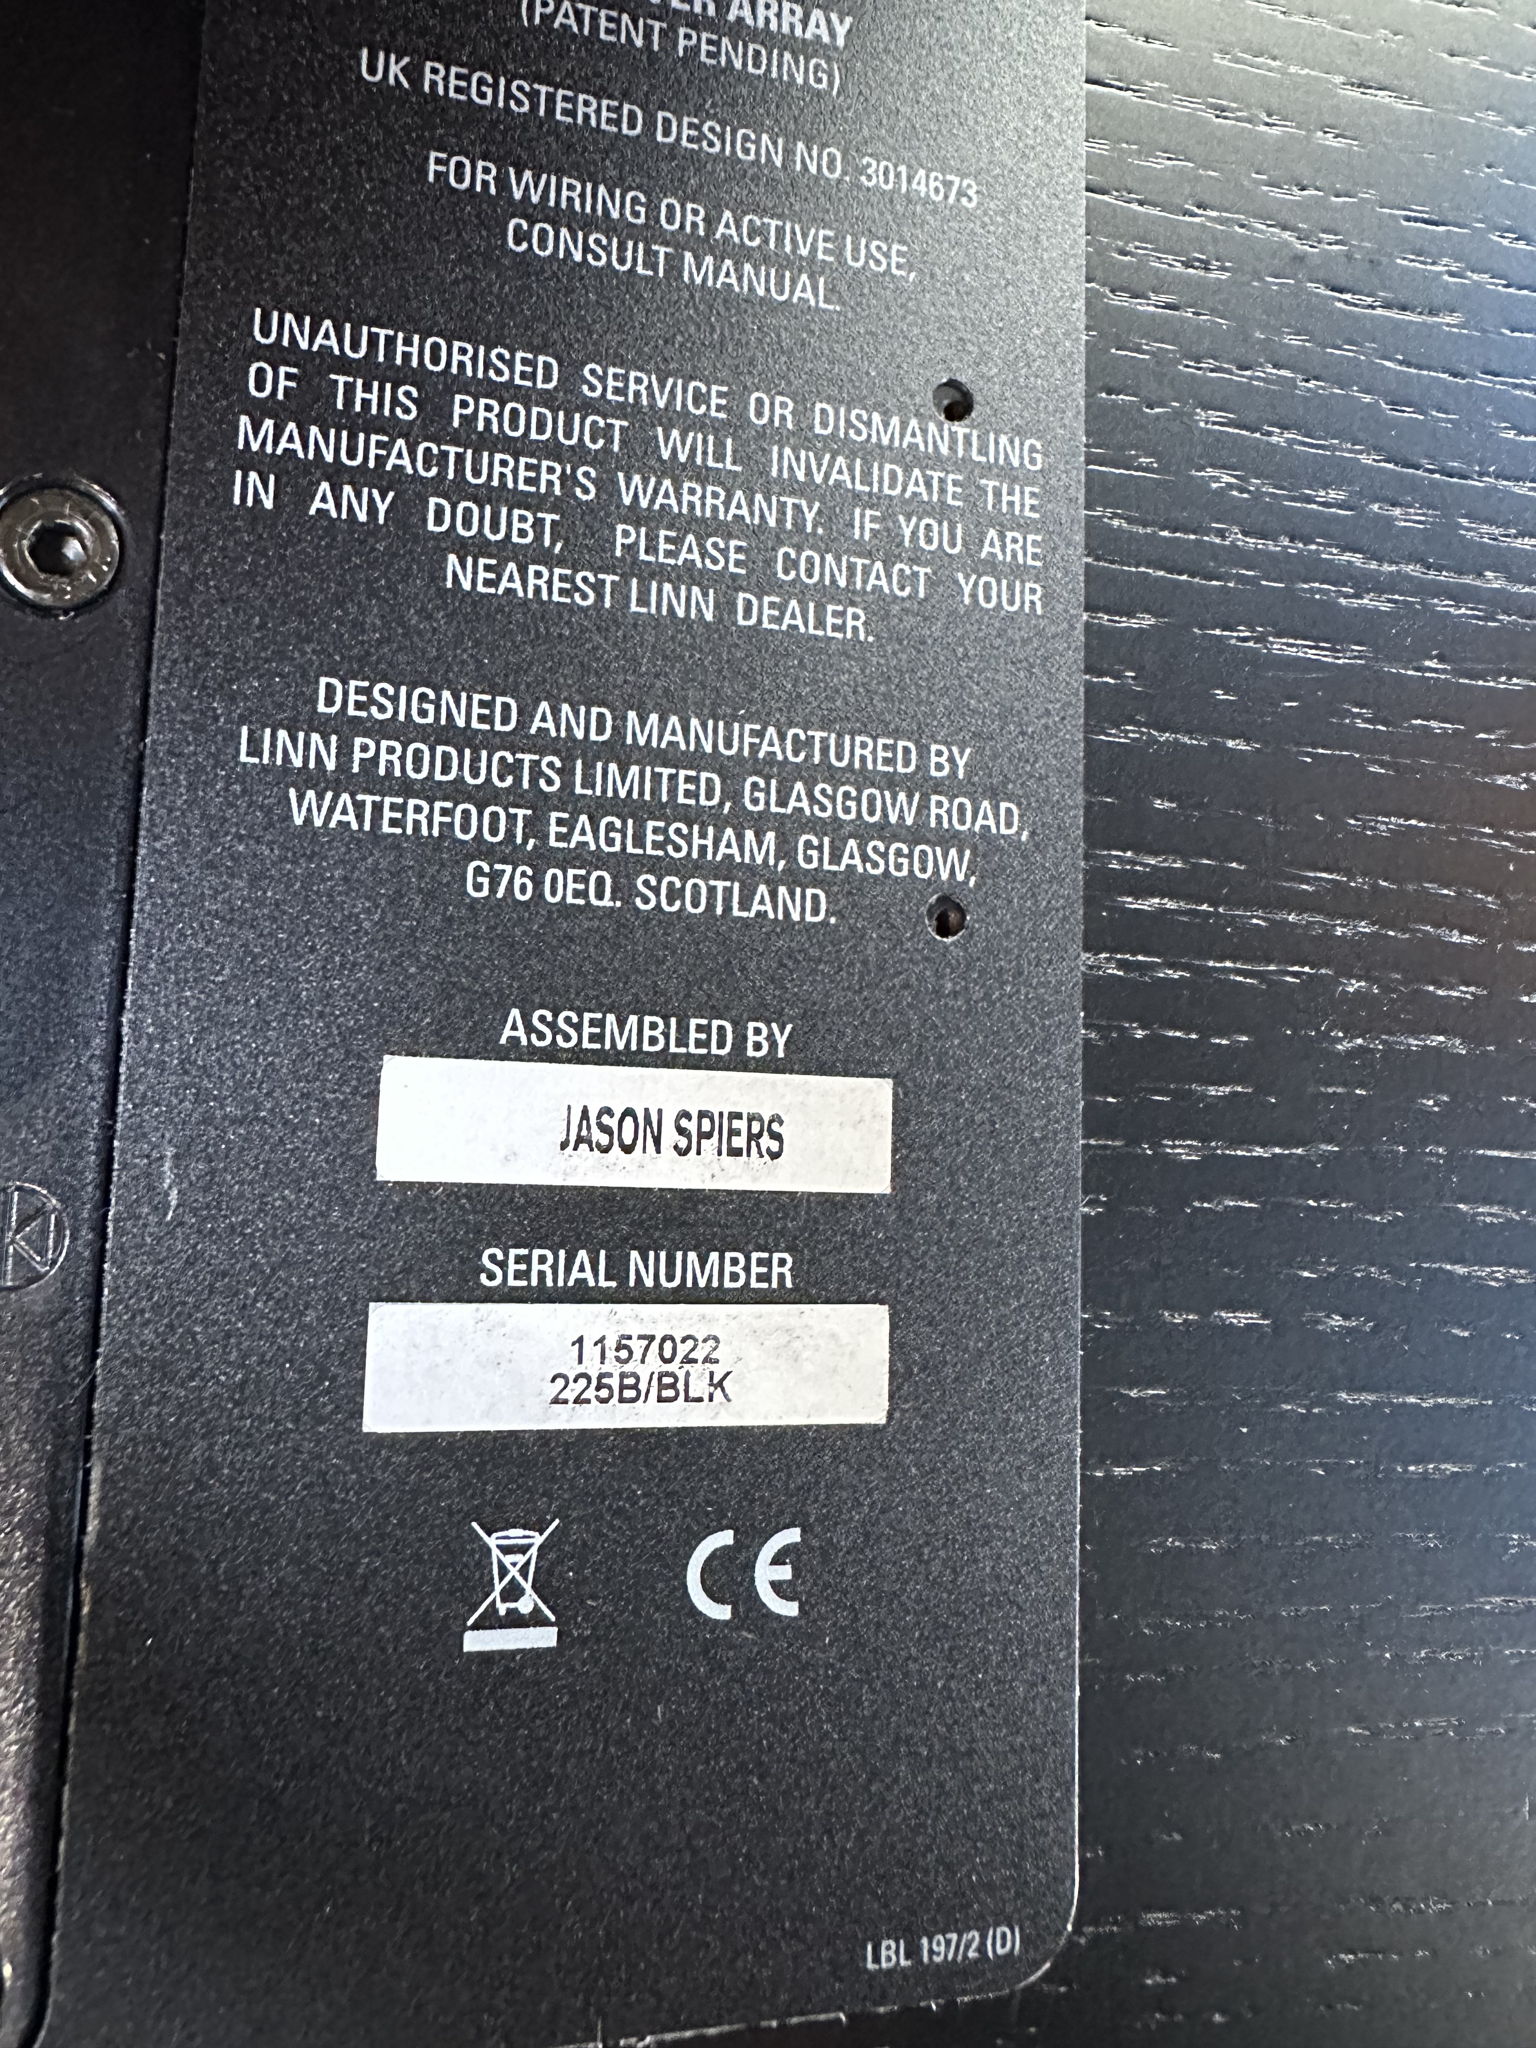 ARRAY
(PATENT PENDING)
UK REGISTERED DESIGN NO. 3014673
FOR WIRING OR ACTIVE USE,
CONSULT MANUAL.
UNAUTHORISED SERVICE OR DISMANTLING
OF THIS PRODUCT WILL INVALIDATE THE
MANUFACTURER'S WARRANTY. IF YOU ARE
IN ANY DOUBT, PLEASE CONTACT YOUR
NEAREST LINN DEALER.
DESIGNED AND MANUFACTURED BY
LINN PRODUCTS LIMITED, GLASGOW ROAD,
WATERFOOT, EAGLESHAM, GLASGOW,
G76 0EQ. SCOTLAND.
ASSEMBLED BY
JASON SPIERS
SERIAL NUMBER
1157022
225B/BLK
CE
LBL 197/2 (D)